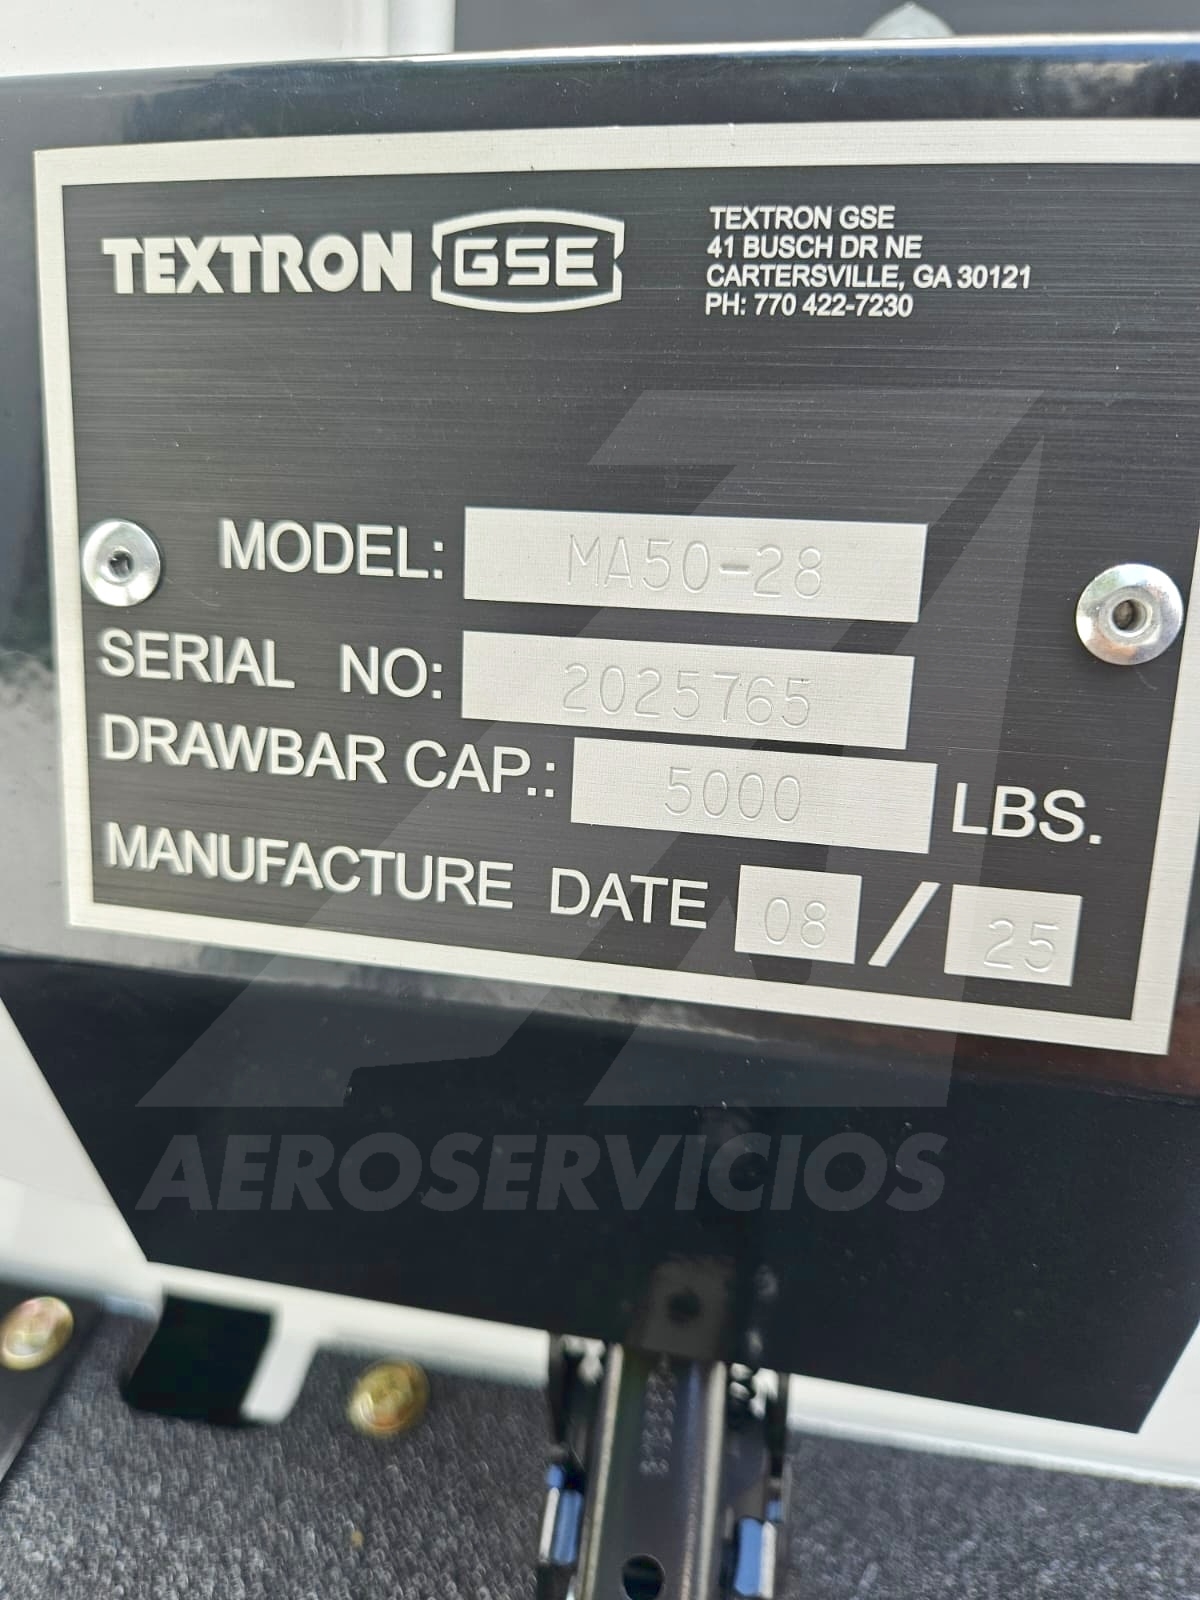 TEXTRON GSE
TEXTRON GSE
41 BUSCH DR NE
CARTERSVILLE, GA 30121
PH: 770 422-7230
MODEL: MA50-28
SERIAL NO: 2025765
DRAWBAR CAP.: 5000 LBS.
MANUFACTURE DATE 08 / 25
AEROSERVICIOS